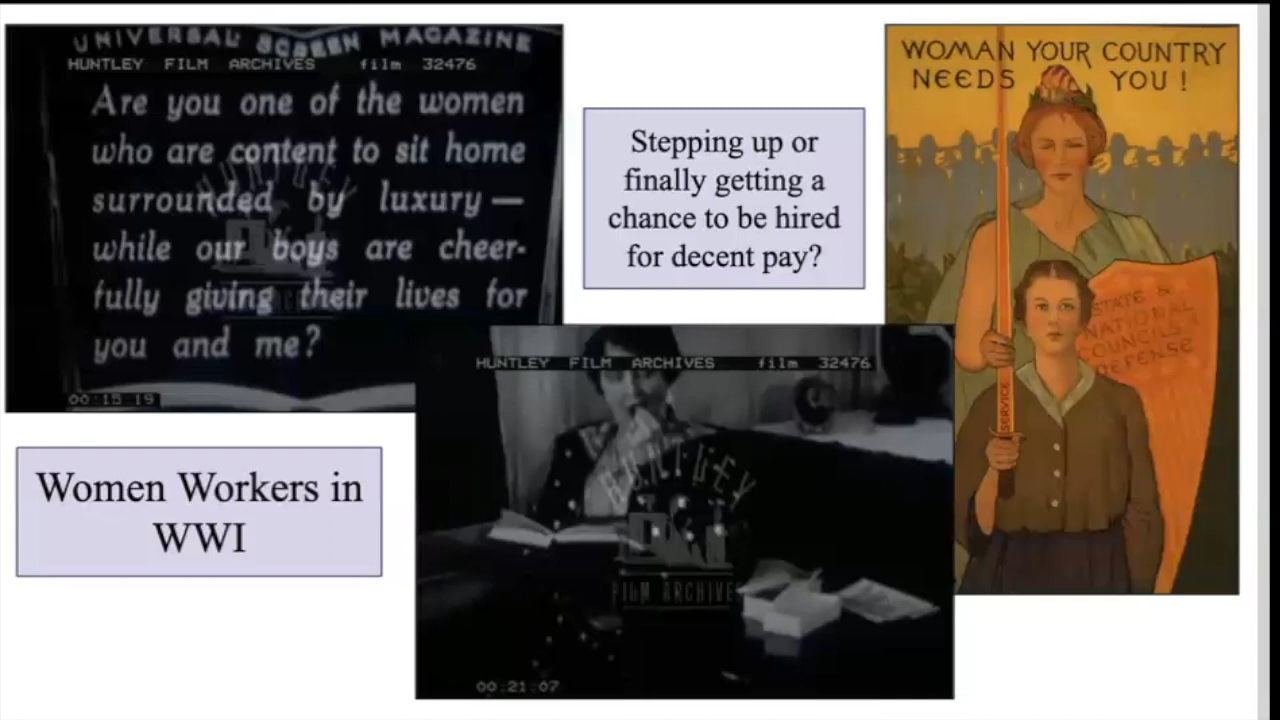 UNIVERSAL SCREEN MAGAZINE
HUNTLEY FILM ARCHIVES film 32476
Are you one of the women
who are content to sit home
surrounded by luxury —
while our boys are cheer-
fully giving their lives for
you and me?
HUNTLEY
00:15:19
Stepping up or
finally getting a
chance to be hired
for decent pay?
WOMAN YOUR COUNTRY
NEEDS YOU!
STATE &
NATIONAL
COUNCILS
DEFENSE
SERVICE
Women Workers in
WWI
HUNTLEY FILM ARCHIVES film 32476
HUNTLEY
FILM ARCHIVES
00:21:07